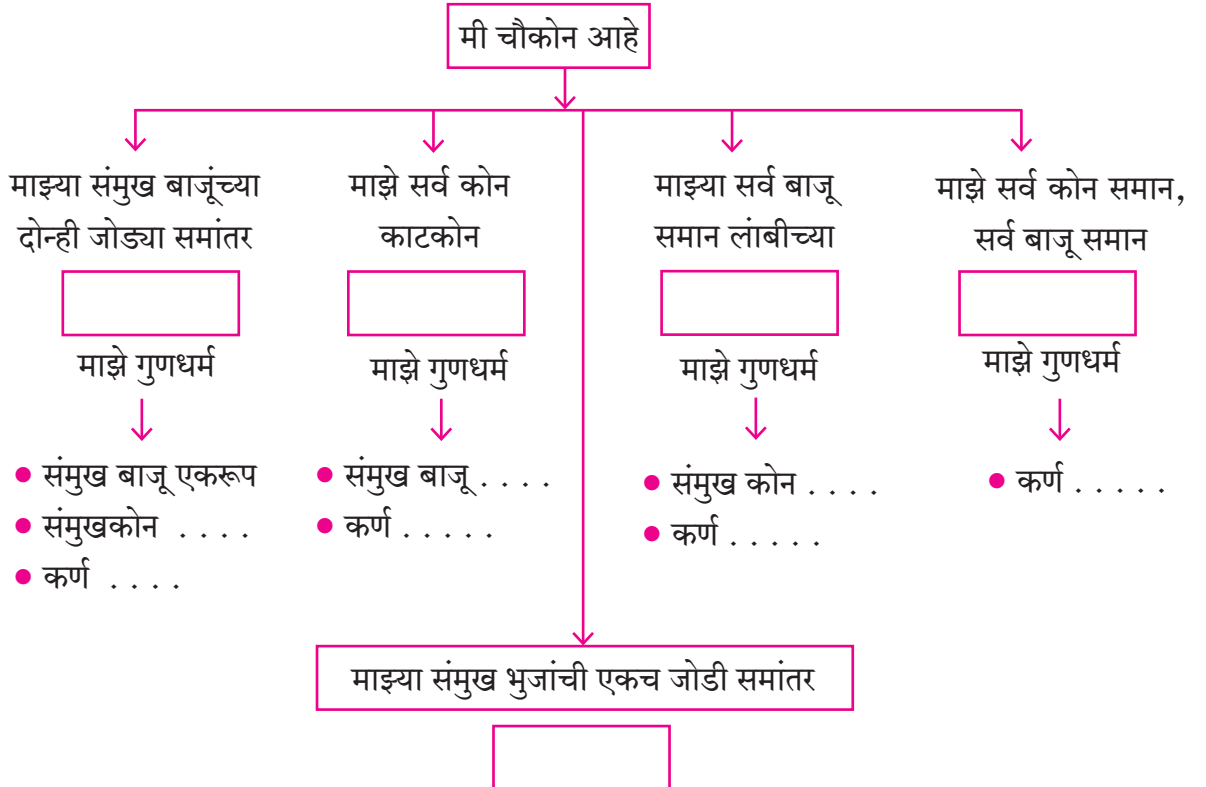 मी चौकोन आहे
माझ्या संमुख बाजूंच्या
दोन्ही जोड्या समांतर
माझे गुणधर्म
• संमुख बाजू एकरूप
• संमुखकोन . . . .
• कर्ण . . . .
माझे सर्व कोन
काटकोन
माझे गुणधर्म
• संमुख बाजू . . . .
• कर्ण . . . . .
माझ्या सर्व बाजू
समान लांबीच्या
माझे गुणधर्म
• संमुख कोन . . . .
• कर्ण . . . . .
माझे सर्व कोन समान,
सर्व बाजू समान
माझे गुणधर्म
• कर्ण . . . . .
माझ्या संमुख भुजांची एकच जोडी समांतर